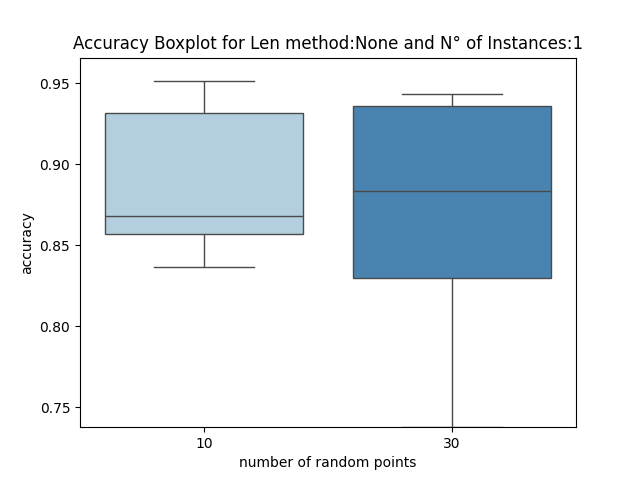 Accuracy Boxplot for Len method:None and N° of Instances:1
0.95
0.90
0.85
0.80
0.75
accuracy
10
30
number of random points